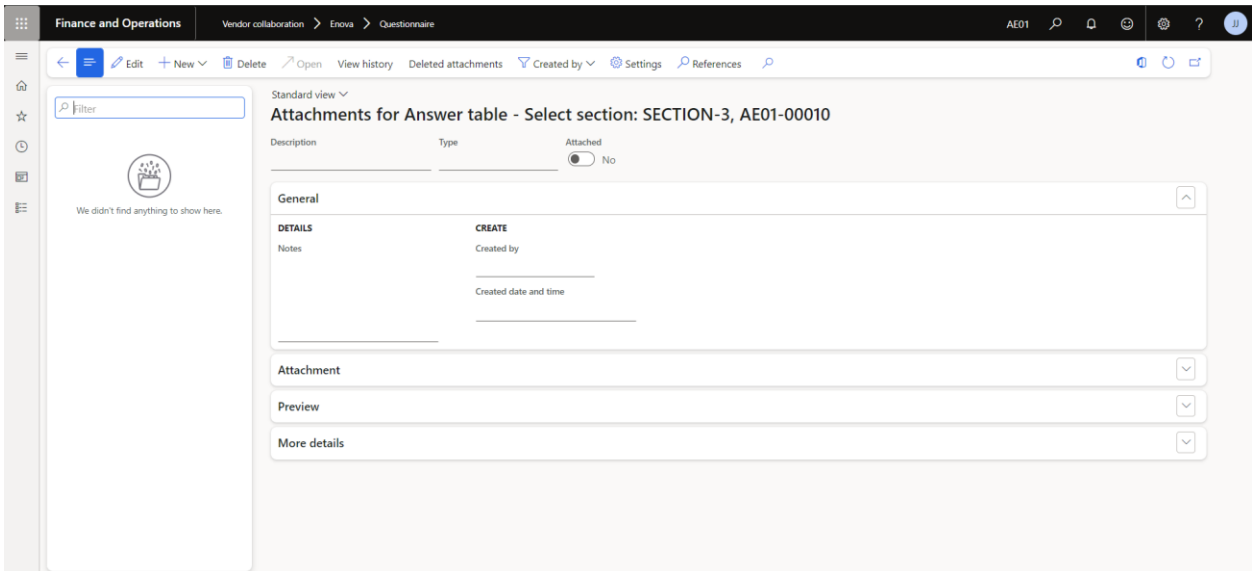 Finance and Operations
Vendor collaboration > Enova > Questionnaire
AE01
?
JJ
Edit
New
Delete
Open
View history
Deleted attachments
Created by
Settings
References
Filter
We didn't find anything to show here.
Standard view
Attachments for Answer table - Select section: SECTION-3, AE01-00010
Description
Type
Attached
No
General
DETAILS
CREATE
Notes
Created by
Created date and time
Attachment
Preview
More details